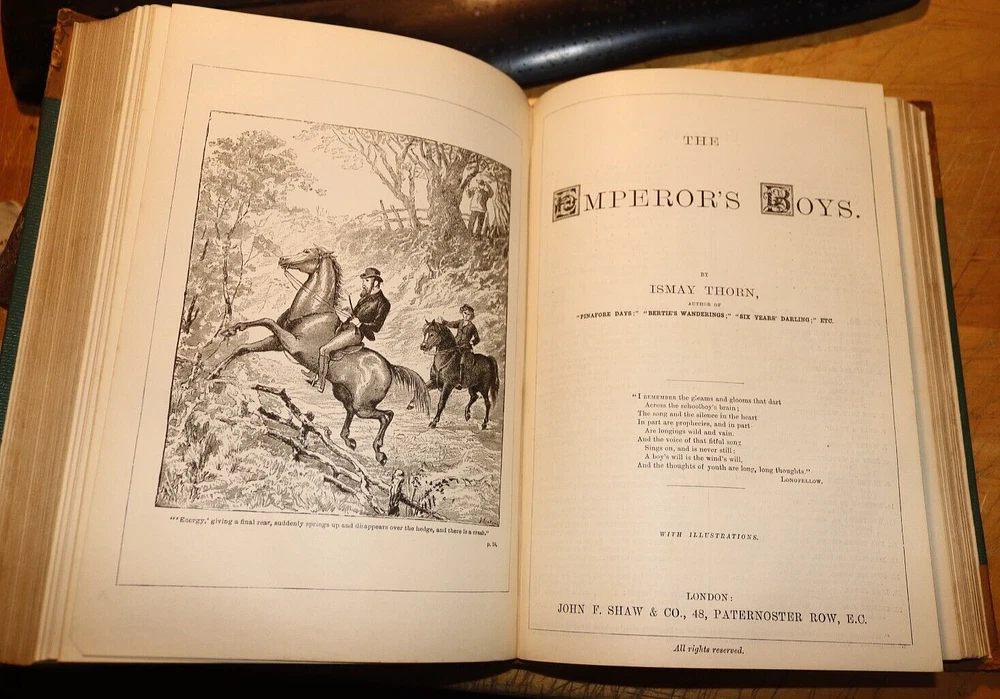 "'Energy,' giving a final rear, suddenly springs up and disappears over the hedge, and there is a crash."
THE
EMPEROR'S BOYS.
BY
ISMAY THORN,
AUTHOR OF
"PINAFORE DAYS;" "BERTIE'S WANDERINGS;" "SIX YEARS' DARLING;" ETC.
"I REMEMBER the gleams and glooms that dart
Across the schoolboy's brain;
The song and the silence in the heart
In part are prophecies, and in part
Are longings wild and vain.
And the voice of that fitful song
Sings on, and is never still:
A boy's will is the wind's will,
And the thoughts of youth are long, long thoughts."
LONGFELLOW.
WITH ILLUSTRATIONS.
LONDON:
JOHN F. SHAW & CO., 48, PATERNOSTER ROW, E.C.
All rights reserved.